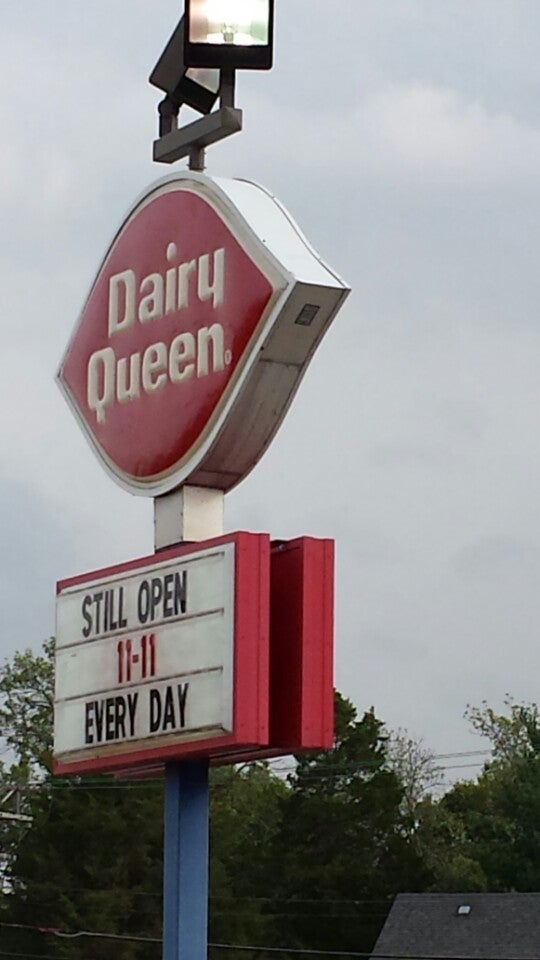 Dairy
Queen®
STILL OPEN
11-11
EVERY DAY